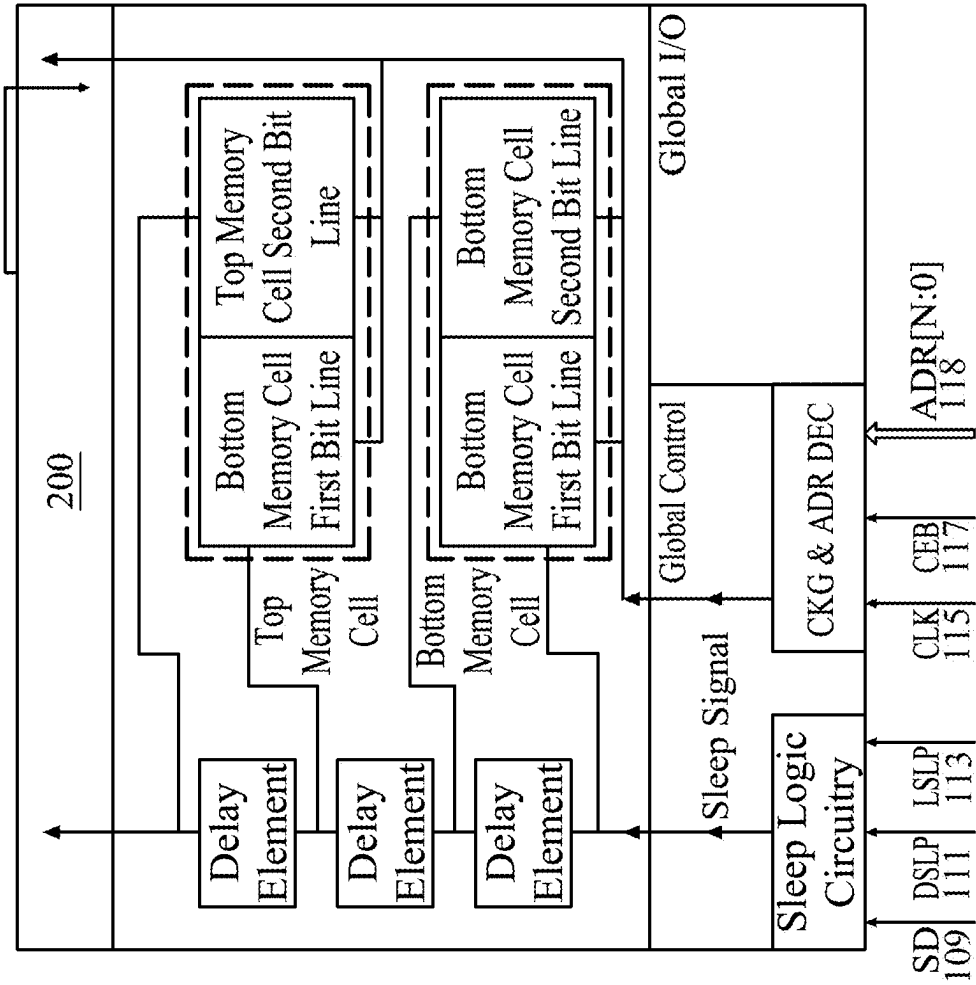 200
Top Memory
Cell Second Bit
Line
Bottom
Memory Cell
First Bit Line
Bottom
Memory Cell
Second Bit Line
Bottom
Memory Cell
First Bit Line
Top
Memory
Cell
Bottom
Memory
Cell
Delay
Element
Delay
Element
Delay
Element
Global I/O
Global Control
Sleep Signal
CKG & ADR DEC
Sleep Logic
Circuitry
SD
109
DSLP
111
LSLP
113
CLK
115
CEB
117
ADR[N:0]
118